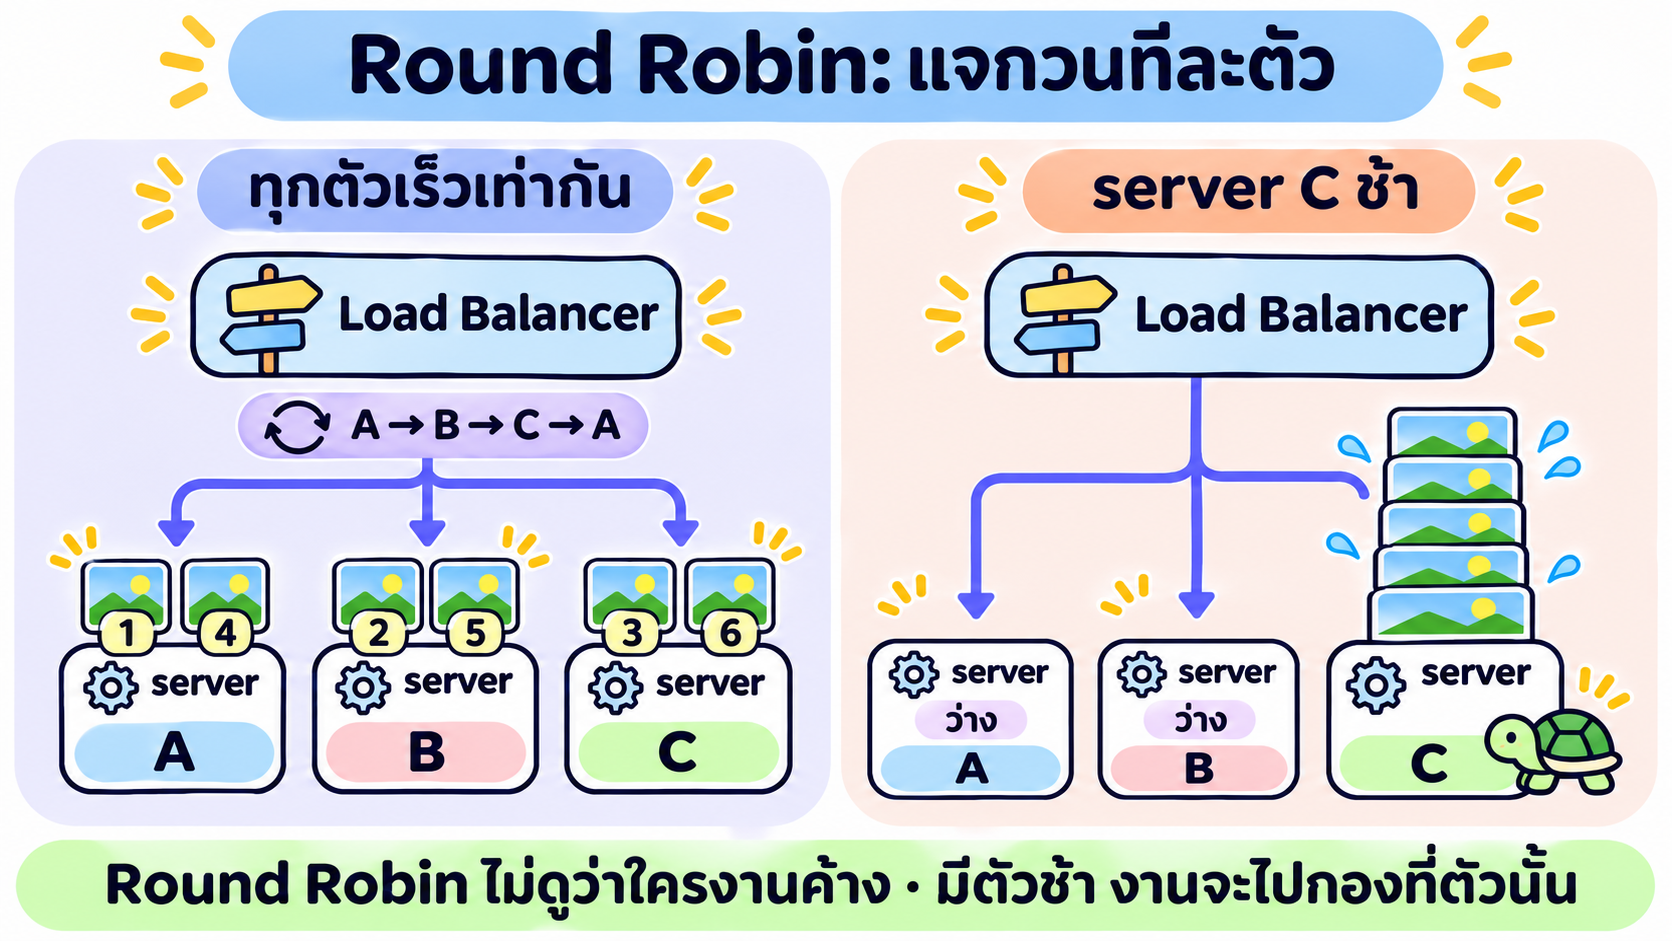 Round Robin: แจกวนทีละตัว
ทุกตัวเร็วเท่ากัน
Load Balancer
A→B→C→A
1
4
2
5
3
6
server
A
server
B
server
C
server C ช้า
Load Balancer
server
ว่าง
A
server
ว่าง
B
server
C
Round Robin ไม่ดูว่าใครงานค้าง · มีตัวช้า งานจะไปกองที่ตัวนั้น